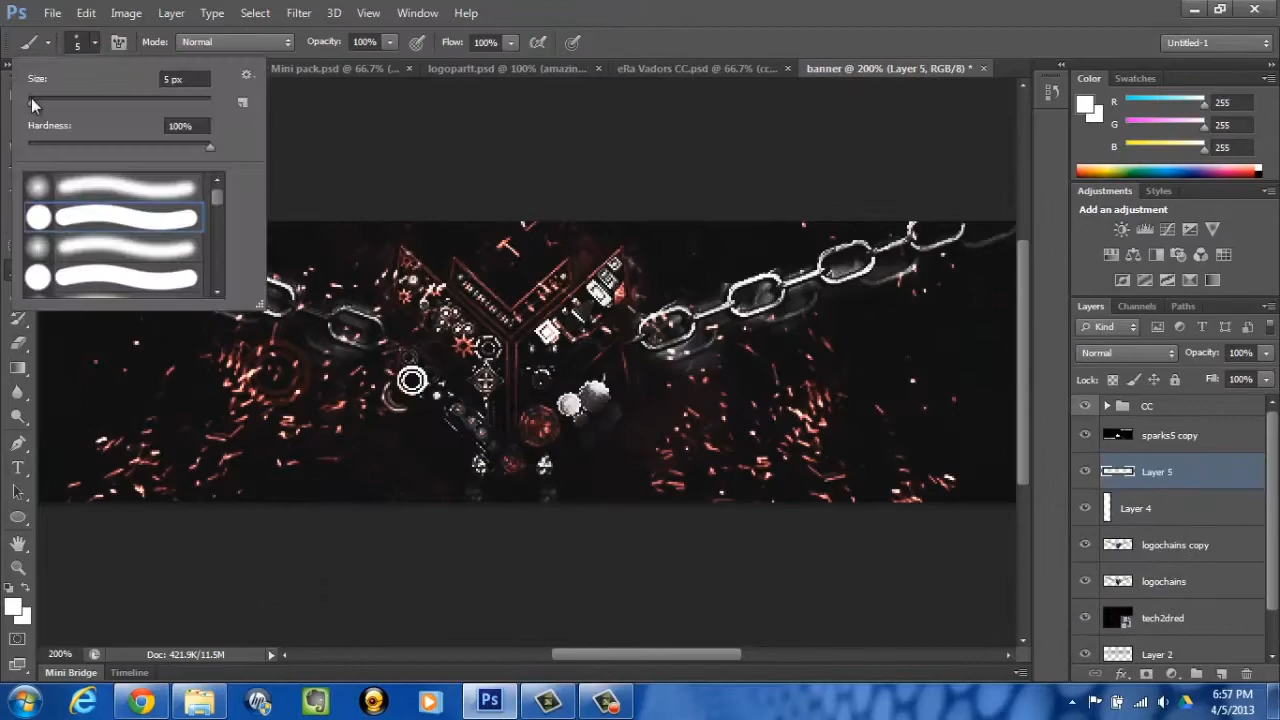 Ps File Edit Image Layer Type Select Filter 3D View Window Help
5 Mode: Normal Opacity: 100% Flow: 100% Untitled-1
Mini pack.psd @ 66.7% (... × logopartt.psd @ 100% (amazin... × eRa Vadors CC.psd @ 66.7% (cc... × banner @ 200% (Layer 5, RGB/8) * ×
Size: 5 px
Hardness: 100%
Color Swatches
R 255
G 255
B 255
Adjustments Styles
Add an adjustment
Layers Channels Paths
Kind
Normal Opacity: 100%
Lock: Fill: 100%
CC
sparks5 copy
Layer 5
Layer 4
logochains copy
logochains
tech2dred
Layer 2
200% Doc: 421.9K/11.5M
Mini Bridge Timeline
6:57 PM
4/5/2013